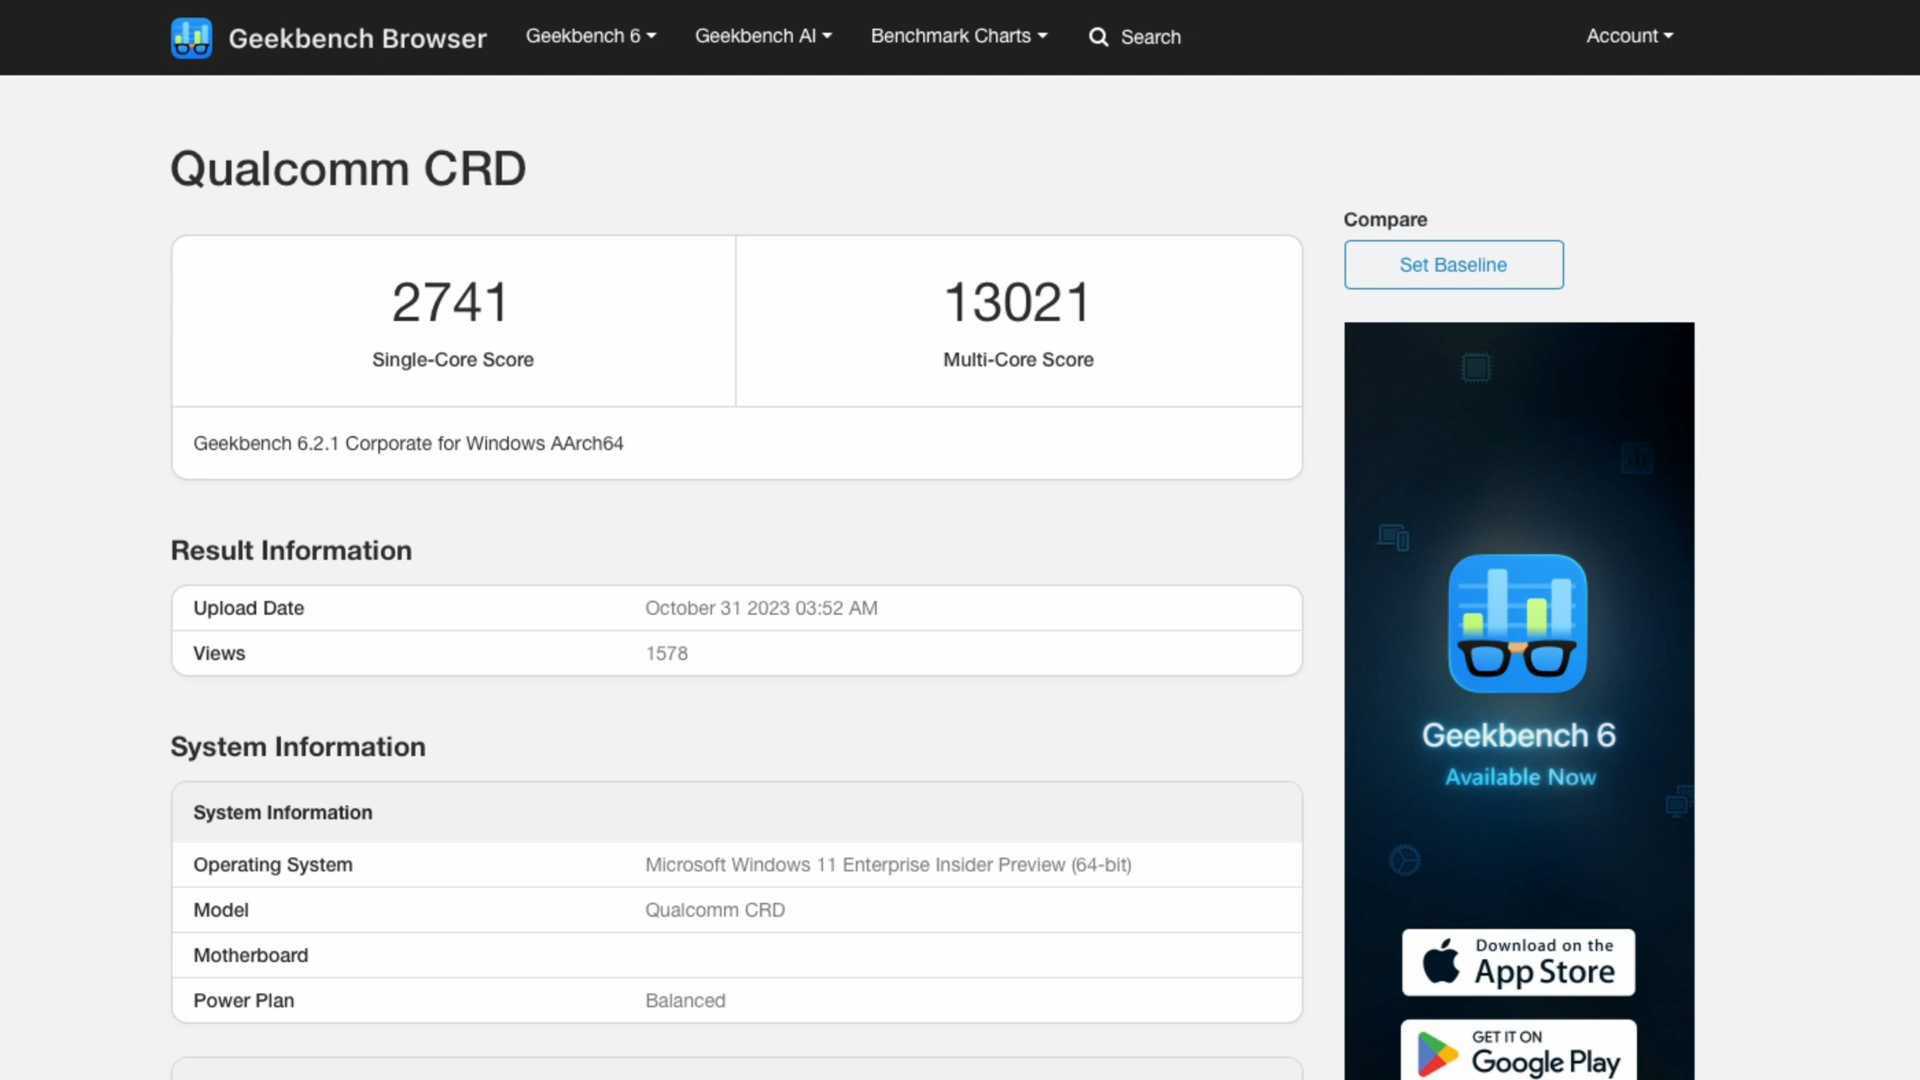 Geekbench Browser
Geekbench 6
Geekbench AI
Benchmark Charts
Search
Account
Qualcomm CRD
2741
Single-Core Score
13021
Multi-Core Score
Geekbench 6.2.1 Corporate for Windows AArch64
Result Information
Upload Date October 31 2023 03:52 AM
Views 1578
System Information
System Information
Operating System Microsoft Windows 11 Enterprise Insider Preview (64-bit)
Model Qualcomm CRD
Motherboard
Power Plan Balanced
Compare
Set Baseline
Geekbench 6
Available Now
Download on the
App Store
GET IT ON
Google Play